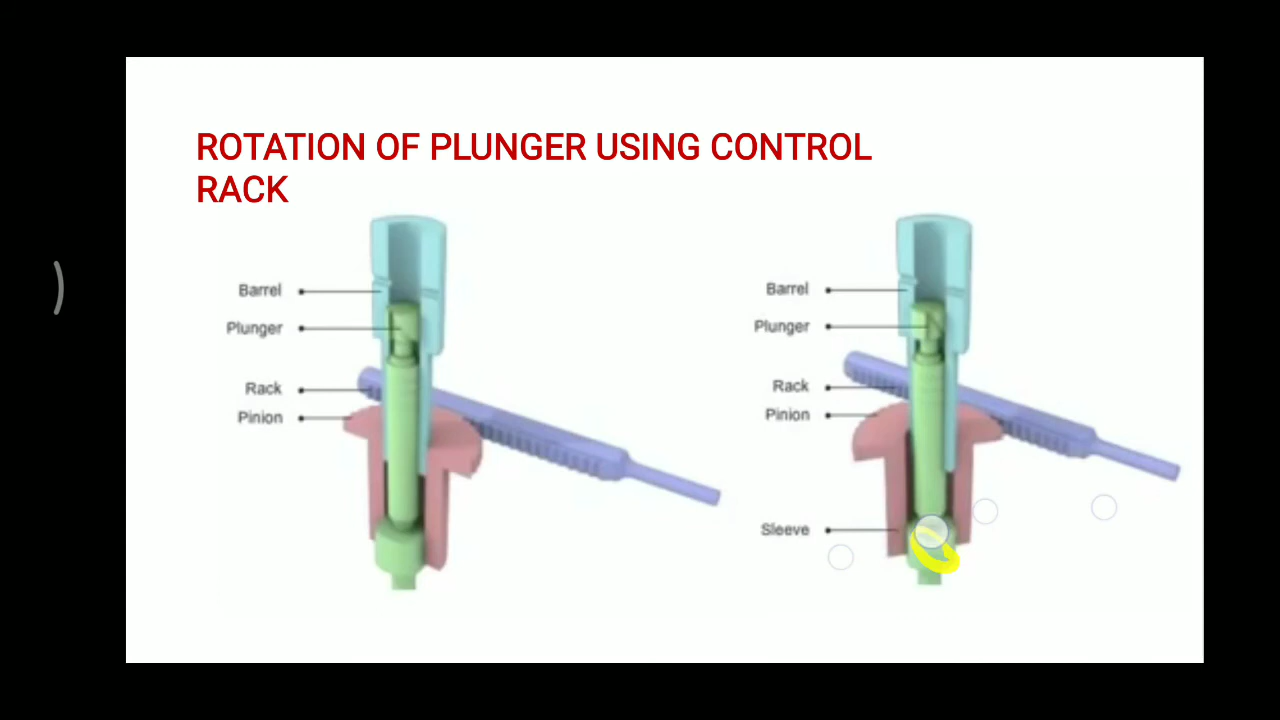 ROTATION OF PLUNGER USING CONTROL
RACK
Barrel
Plunger
Rack
Pinion
Barrel
Plunger
Rack
Pinion
Sleeve